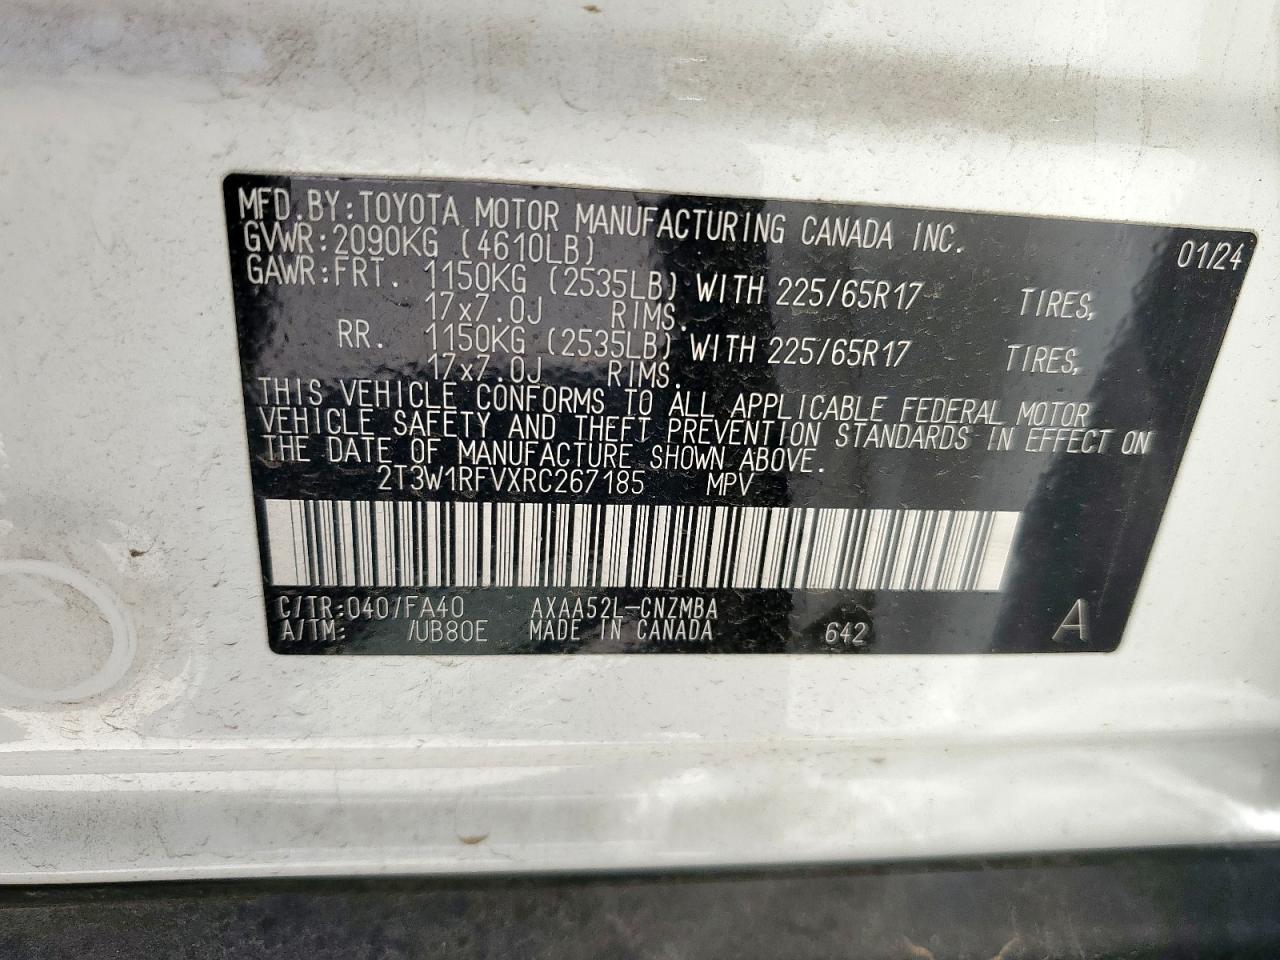 MFD.BY:TOYOTA MOTOR MANUFACTURING CANADA INC.
GVWR:2090KG (4610LB) 01/24
GAWR:FRT. 1150KG (2535LB) WITH 225/65R17 TIRES,
17x7.0J RIMS.
RR. 1150KG (2535LB) WITH 225/65R17 TIRES,
17x7.0J RIMS.
THIS VEHICLE CONFORMS TO ALL APPLICABLE FEDERAL MOTOR
VEHICLE SAFETY AND THEFT PREVENTION STANDARDS IN EFFECT ON
THE DATE OF MANUFACTURE SHOWN ABOVE.
2T3W1RFVXRC267185 MPV
C/TR:040/FA40 AXAA52L-CNZMBA
A/TM: /UB80E MADE IN CANADA 642 A